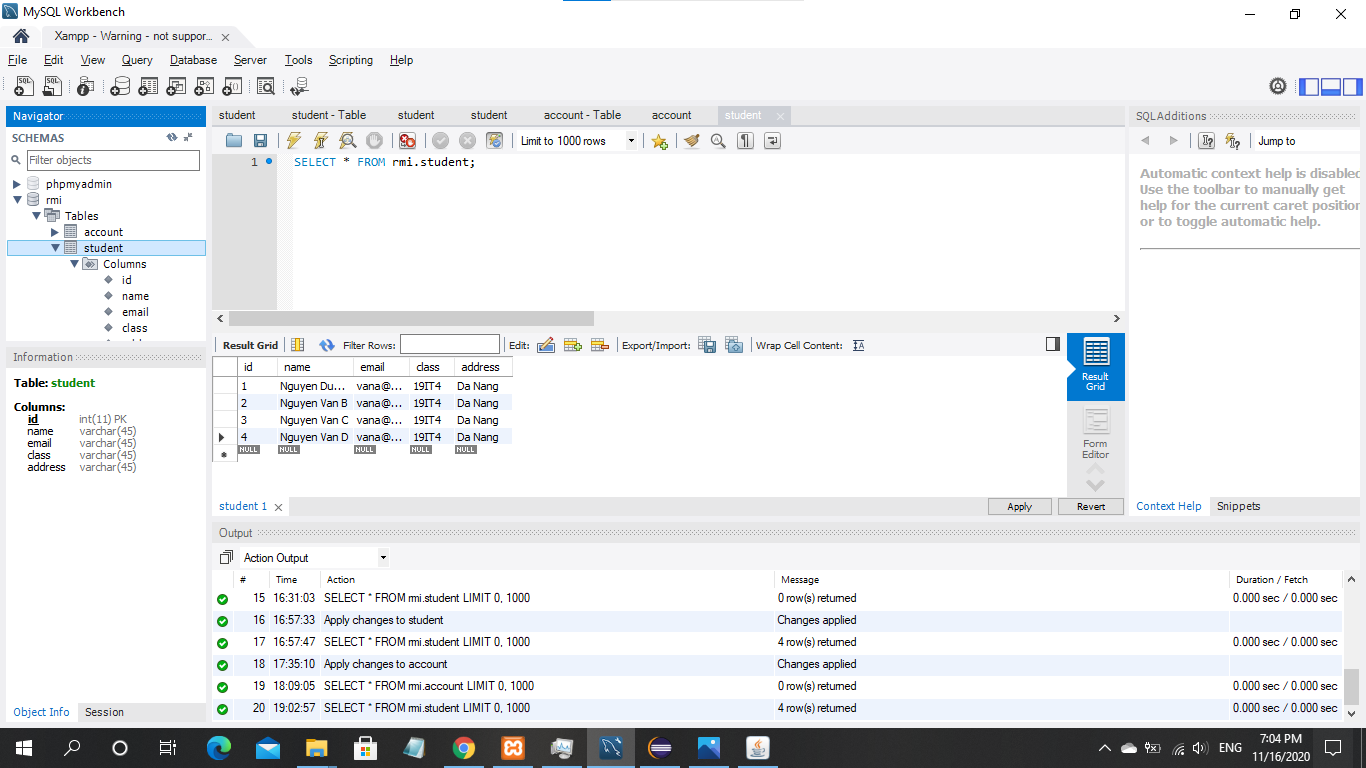 MySQL Workbench
Xampp - Warning - not suppor...
File Edit View Query Database Server Tools Scripting Help
Navigator
SCHEMAS
Filter objects
phpmyadmin
rmi
Tables
account
student
Columns
id
name
email
class
Information
Table: student
Columns:
id int(11) PK
name varchar(45)
email varchar(45)
class varchar(45)
address varchar(45)
Object Info Session
student student - Table student student account - Table account student
Limit to 1000 rows
1 SELECT * FROM rmi.student;
Result Grid Filter Rows: Edit: Export/Import: Wrap Cell Content:
id name email class address
1 Nguyen Du... vana@... 19IT4 Da Nang
2 Nguyen Van B vana@... 19IT4 Da Nang
3 Nguyen Van C vana@... 19IT4 Da Nang
4 Nguyen Van D vana@... 19IT4 Da Nang
NULL NULL NULL NULL NULL
Result
Grid
Form
Editor
student 1 Apply Revert
SQLAdditions
Jump to
Automatic context help is disabled
Use the toolbar to manually get
help for the current caret position
or to toggle automatic help.
Context Help Snippets
Output
Action Output
# Time Action Message Duration / Fetch
15 16:31:03 SELECT * FROM rmi.student LIMIT 0, 1000 0 row(s) returned 0.000 sec / 0.000 sec
16 16:57:33 Apply changes to student Changes applied
17 16:57:47 SELECT * FROM rmi.student LIMIT 0, 1000 4 row(s) returned 0.000 sec / 0.000 sec
18 17:35:10 Apply changes to account Changes applied
19 18:09:05 SELECT * FROM rmi.account LIMIT 0, 1000 0 row(s) returned 0.000 sec / 0.000 sec
20 19:02:57 SELECT * FROM rmi.student LIMIT 0, 1000 4 row(s) returned 0.000 sec / 0.000 sec
ENG
7:04 PM
11/16/2020